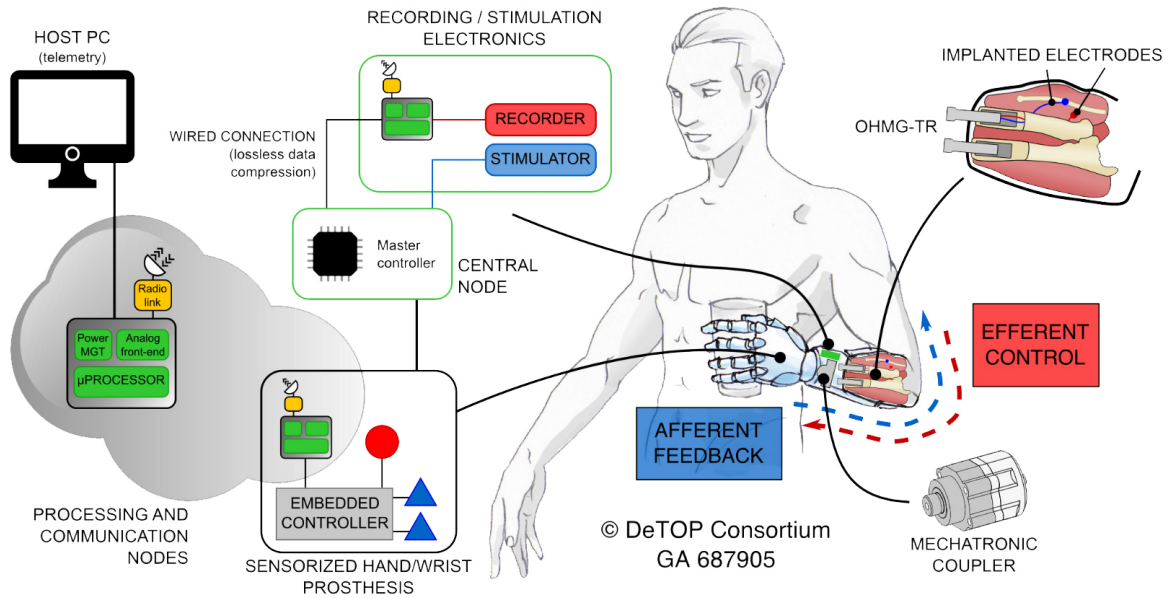 HOST PC
(telemetry)
RECORDING / STIMULATION
ELECTRONICS
RECORDER
STIMULATOR
WIRED CONNECTION
(lossless data
compression)
Master
controller
CENTRAL
NODE
Radio
link
Power
MGT
Analog
front-end
µPROCESSOR
PROCESSING AND
COMMUNICATION
NODES
EMBEDDED
CONTROLLER
SENSORIZED HAND/WRIST
PROSTHESIS
IMPLANTED ELECTRODES
OHMG-TR
EFFERENT
CONTROL
AFFERENT
FEEDBACK
© DeTOP Consortium
GA 687905
MECHATRONIC
COUPLER